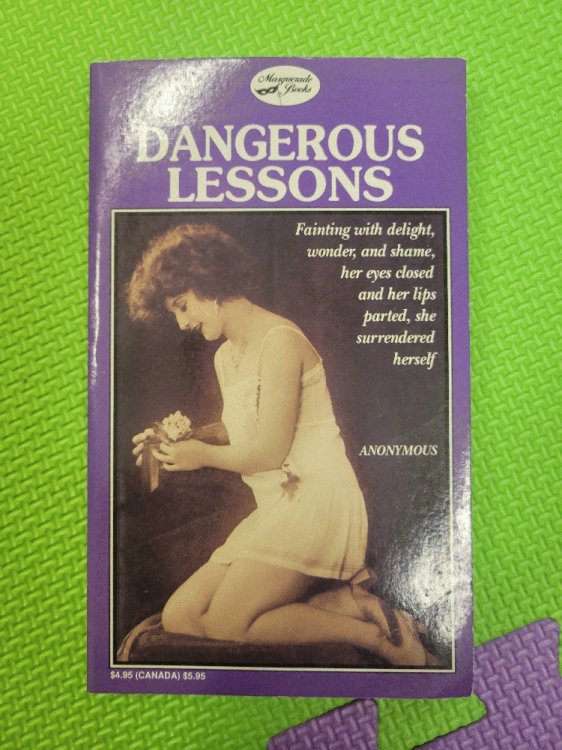 Masquerade
Books
DANGEROUS
LESSONS
Fainting with delight,
wonder, and shame,
her eyes closed
and her lips
parted, she
surrendered
herself
ANONYMOUS
$4.95 (CANADA) $5.95